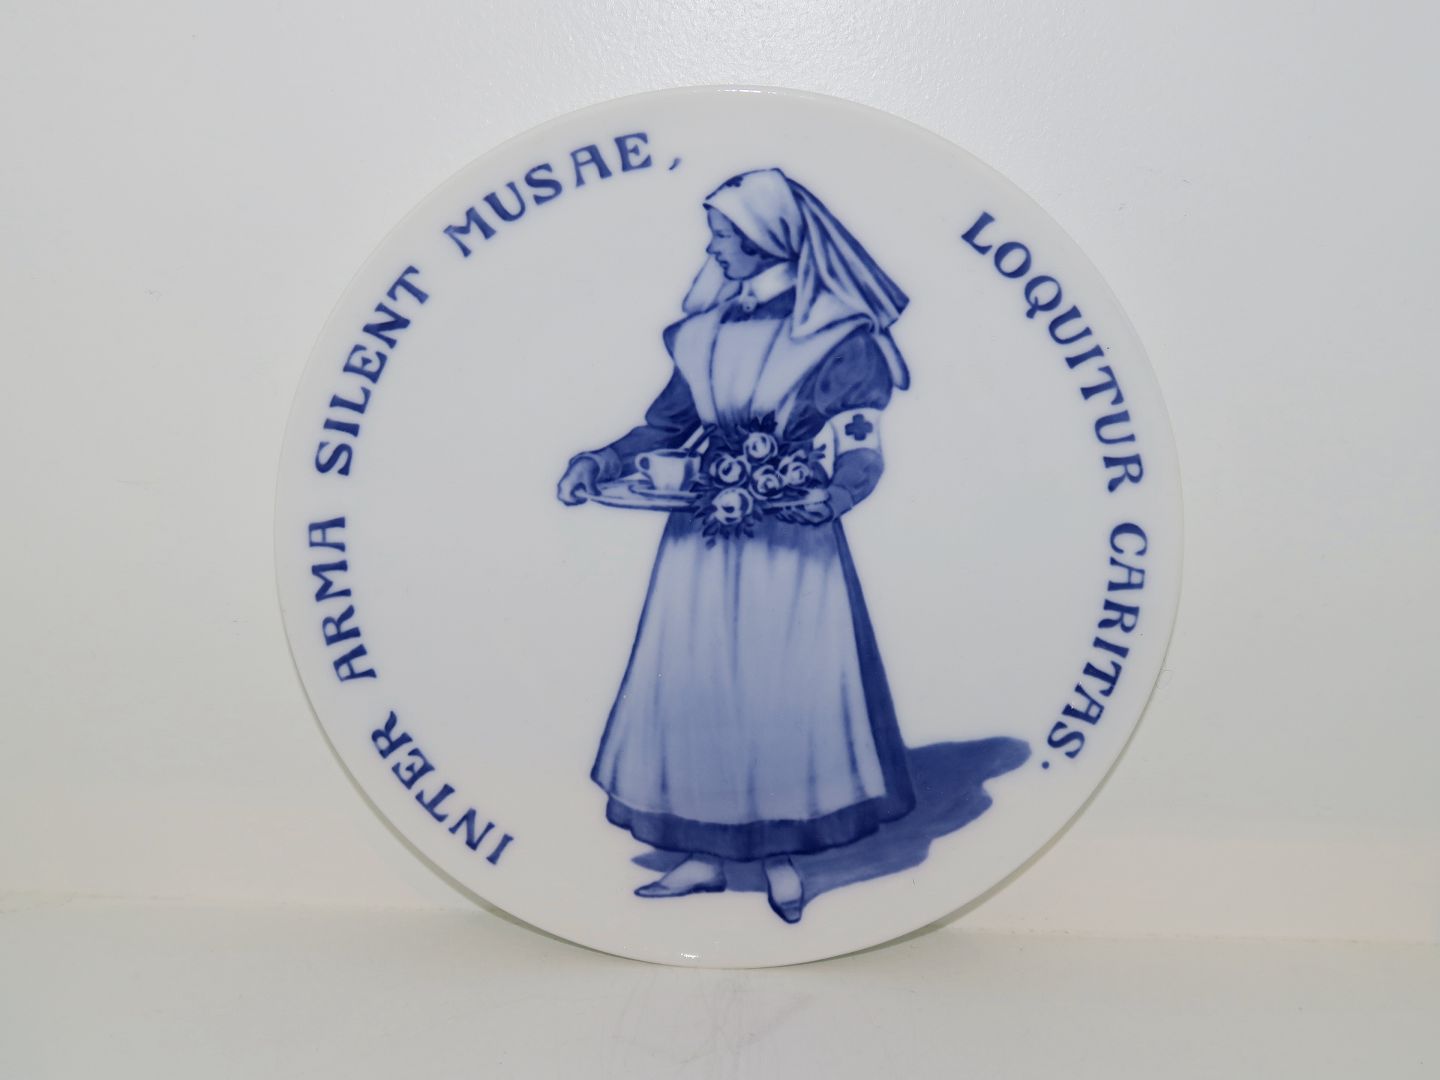 INTER ARMA SILENT MUSAE,
LOQUITUR CARITAS.